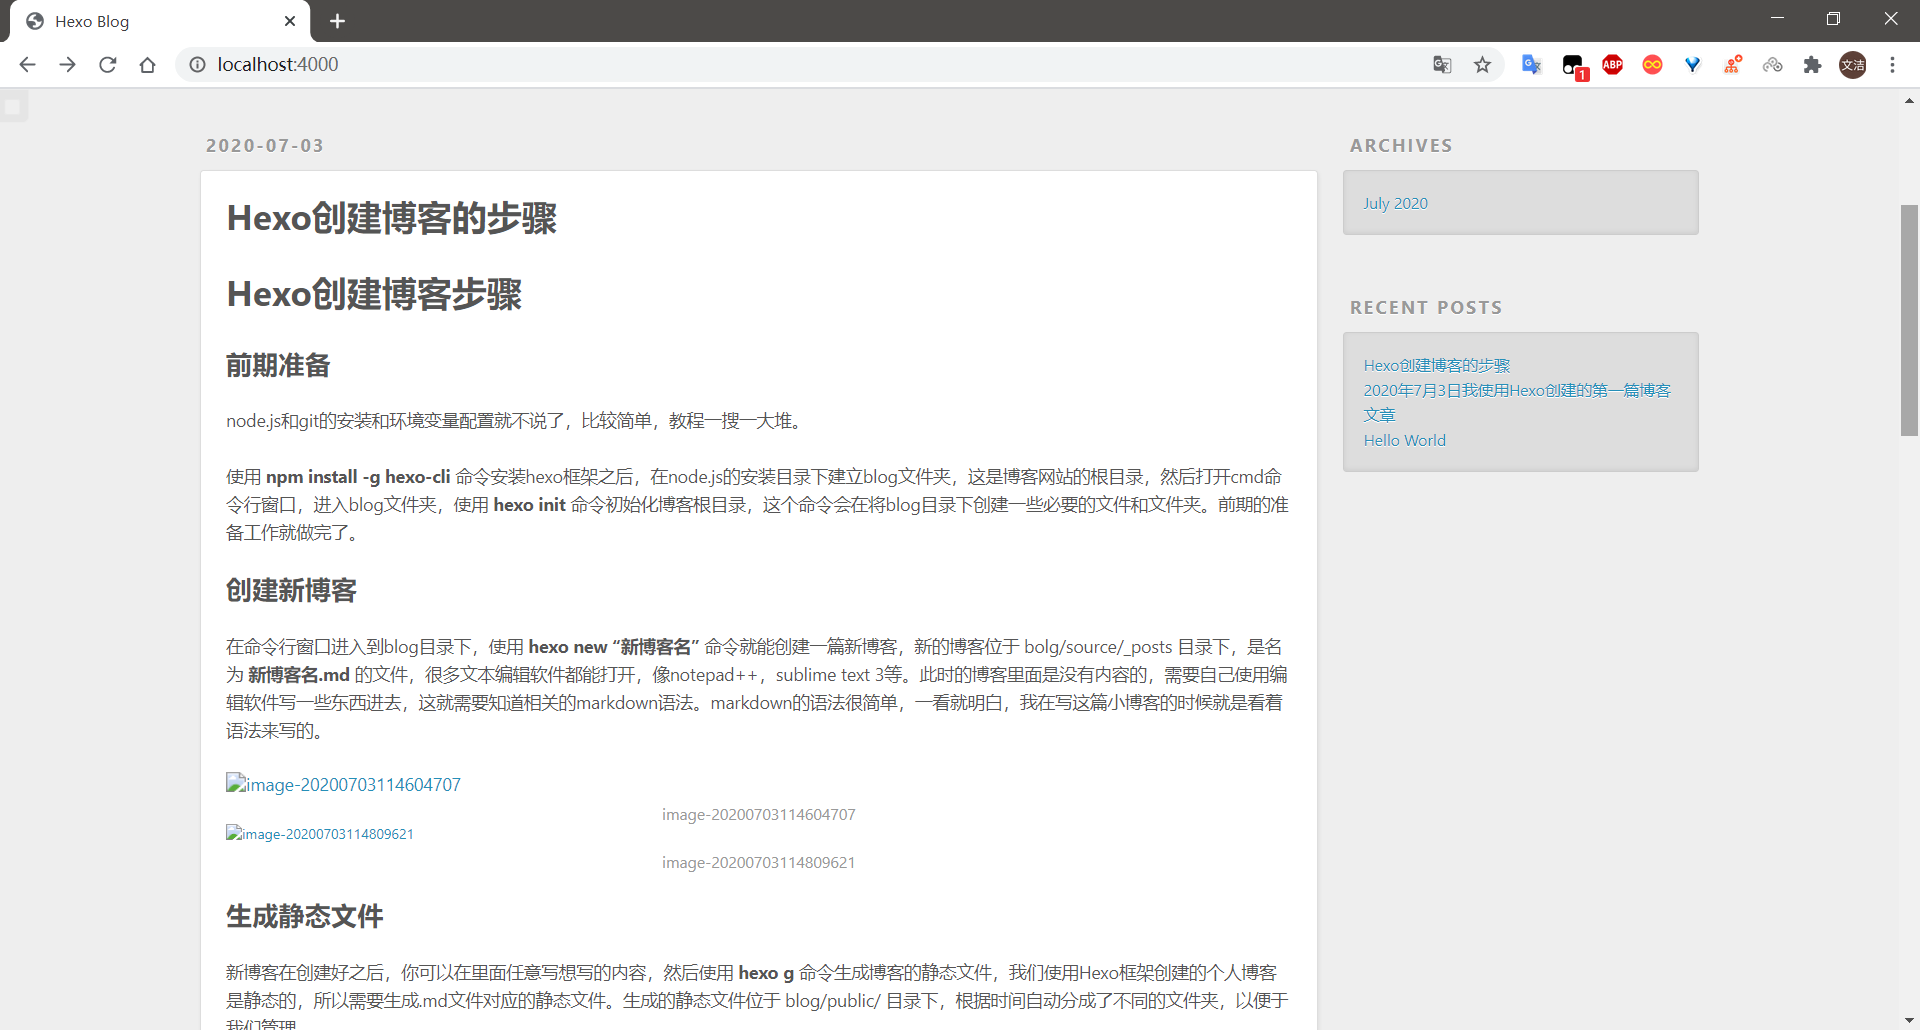 Hexo Blog
localhost:4000
1
ABP
文洁
2020-07-03
Hexo创建博客的步骤
Hexo创建博客步骤
前期准备
node.js和git的安装和环境变量配置就不说了，比较简单，教程一搜一大堆。
使用 npm install -g hexo-cli 命令安装hexo框架之后，在node.js的安装目录下建立blog文件夹，这是博客网站的根目录，然后打开cmd命
令行窗口，进入blog文件夹，使用 hexo init 命令初始化博客根目录，这个命令会在将blog目录下创建一些必要的文件和文件夹。前期的准
备工作就做完了。
创建新博客
在命令行窗口进入到blog目录下，使用 hexo new “新博客名” 命令就能创建一篇新博客，新的博客位于 bolg/source/_posts 目录下，是名
为 新博客名.md 的文件，很多文本编辑软件都能打开，像notepad++，sublime text 3等。此时的博客里面是没有内容的，需要自己使用编
辑软件写一些东西进去，这就需要知道相关的markdown语法。markdown的语法很简单，一看就明白，我在写这篇小博客的时候就是看着
语法来写的。
image-20200703114604707
image-20200703114604707
image-20200703114809621
image-20200703114809621
生成静态文件
新博客在创建好之后，你可以在里面任意写想写的内容，然后使用 hexo g 命令生成博客的静态文件，我们使用Hexo框架创建的个人博客
是静态的，所以需要生成.md文件对应的静态文件。生成的静态文件位于 blog/public/ 目录下，根据时间自动分成了不同的文件夹，以便于
我们管理
ARCHIVES
July 2020
RECENT POSTS
Hexo创建博客的步骤
2020年7月3日我使用Hexo创建的第一篇博客
文章
Hello World